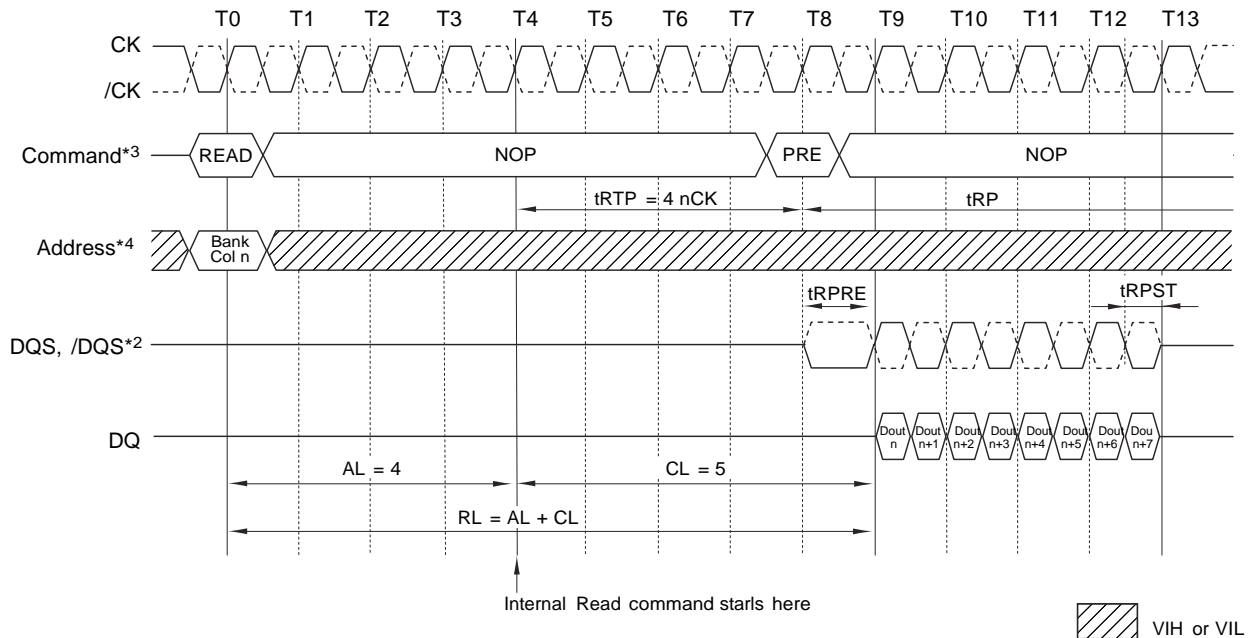 T0 T1 T2 T3 T4 T5 T6 T7 T8 T9 T10 T11 T12 T13
CK
/CK
Command*3 READ NOP PRE NOP
tRTP = 4 nCK tRP
Address*4 Bank
Col n
tRPRE tRPST
DQS, /DQS*2
DQ
Dout n
Dout n+1
Dout n+2
Dout n+3
Dout n+4
Dout n+5
Dout n+6
Dou n+7
AL = 4 CL = 5
RL = AL + CL
Internal Read command starls here
VIH or VIL